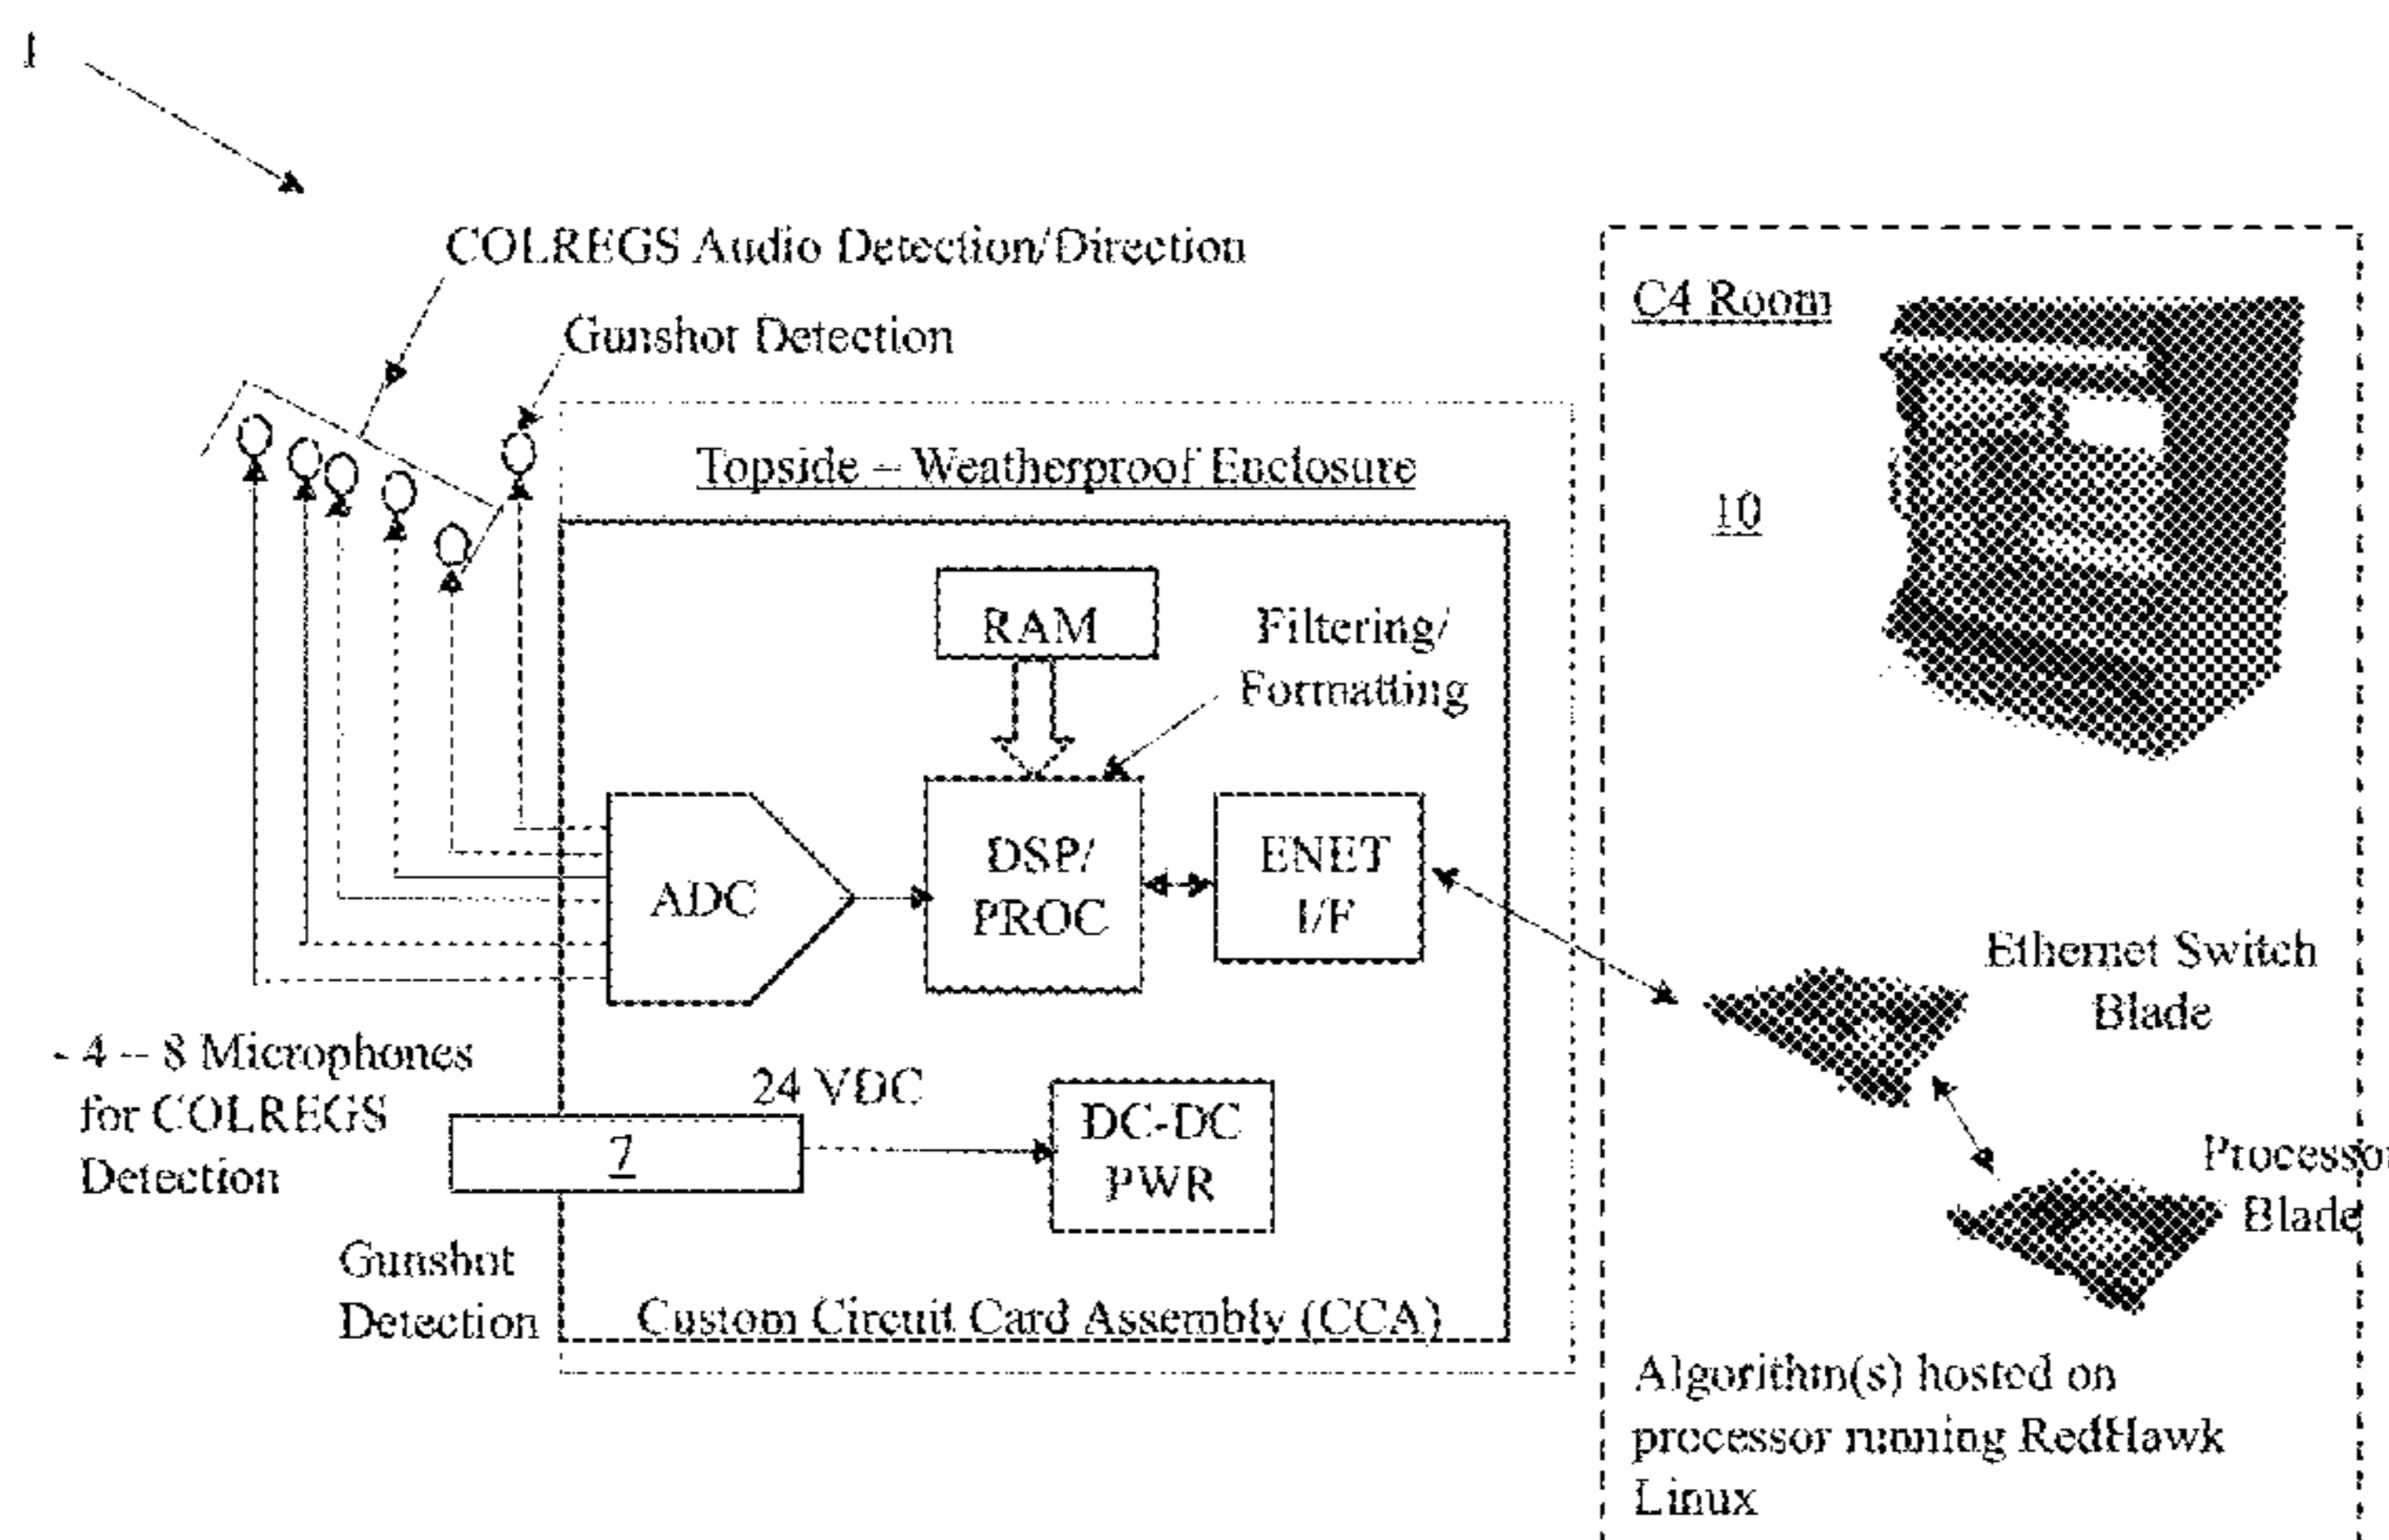 1
COLREGS Audio Detection/Direction
Gunshot Detection
Topside – Weatherproof Enclosure
RAM
Filtering/
Formatting
ADC
DSP/
PROC
ENET
I/F
- 4 – 8 Microphones
for COLREGS
Detection
24 VDC
7
DC-DC
PWR
Gunshot
Detection
Custom Circuit Card Assembly (CCA)
C4 Room
10
Ethernet Switch
Blade
Processor
Blade
Algorithm(s) hosted on
processor running RedHawk
Linux